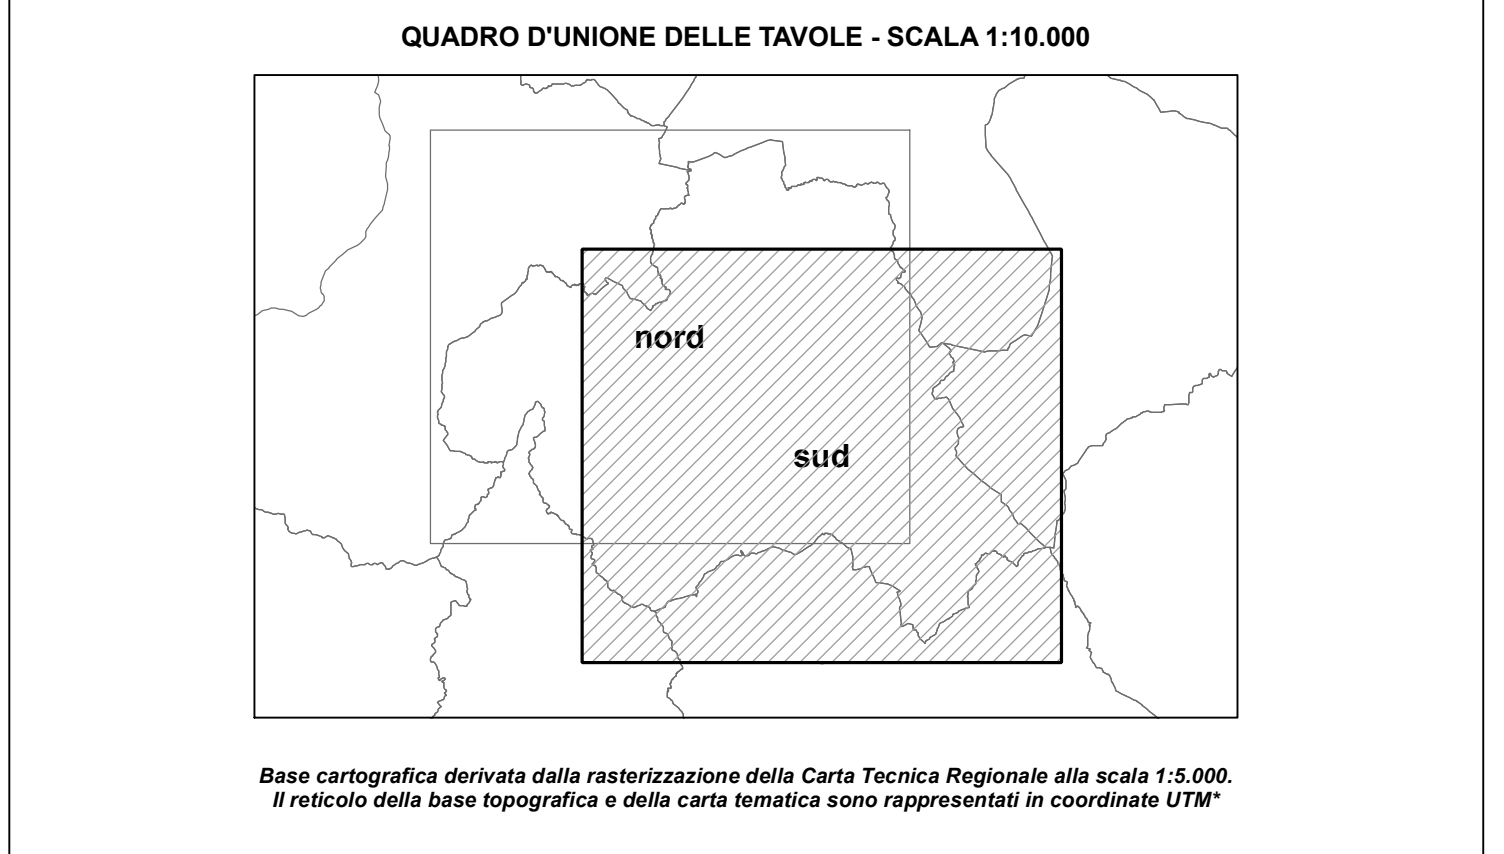 QUADRO D'UNIONE DELLE TAVOLE - SCALA 1:10.000
nord
sud
Base cartografica derivata dalla rasterizzazione della Carta Tecnica Regionale alla scala 1:5.000.
Il reticolo della base topografica e della carta tematica sono rappresentati in coordinate UTM*